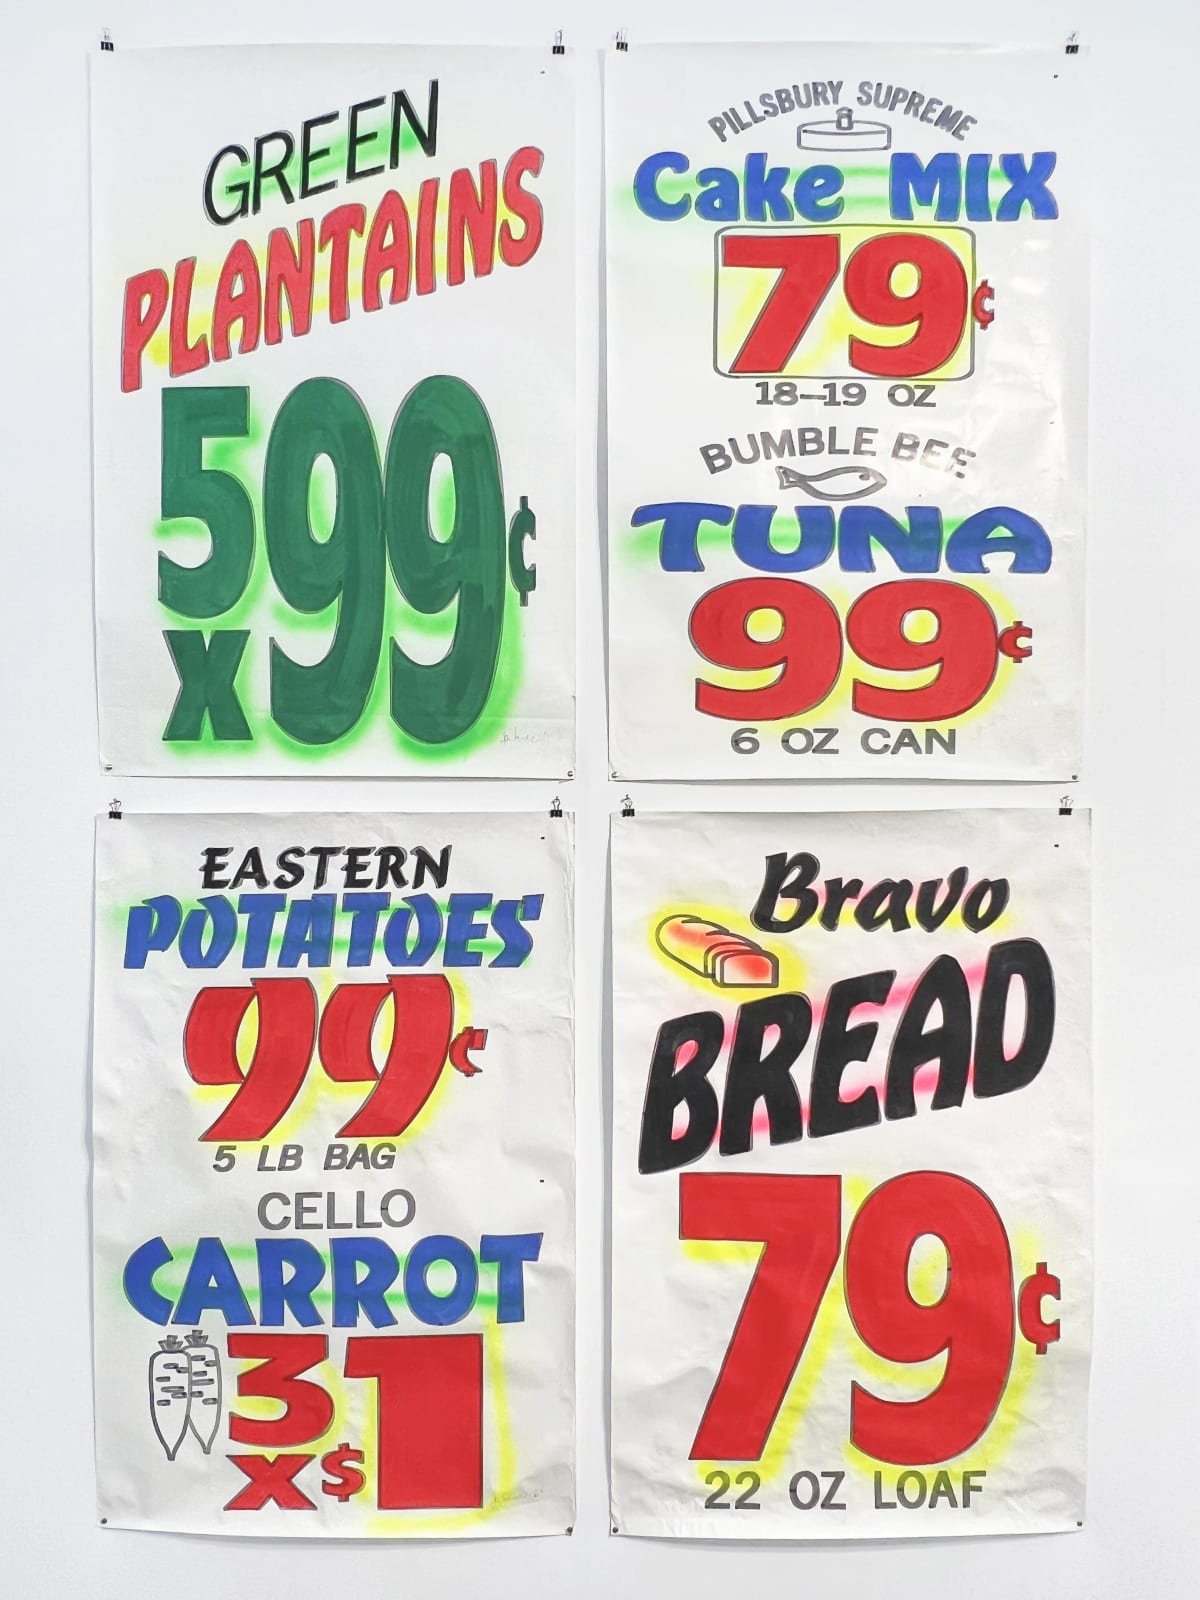 GREEN
PLANTAINS
5 x 99¢
PILLSBURY SUPREME
Cake MIX
79¢
18–19 OZ
BUMBLE BEE
TUNA
99¢
6 OZ CAN
EASTERN
POTATOES
99¢
5 LB BAG
CELLO
CARROT
3 x $1
Bravo
BREAD
79¢
22 OZ LOAF